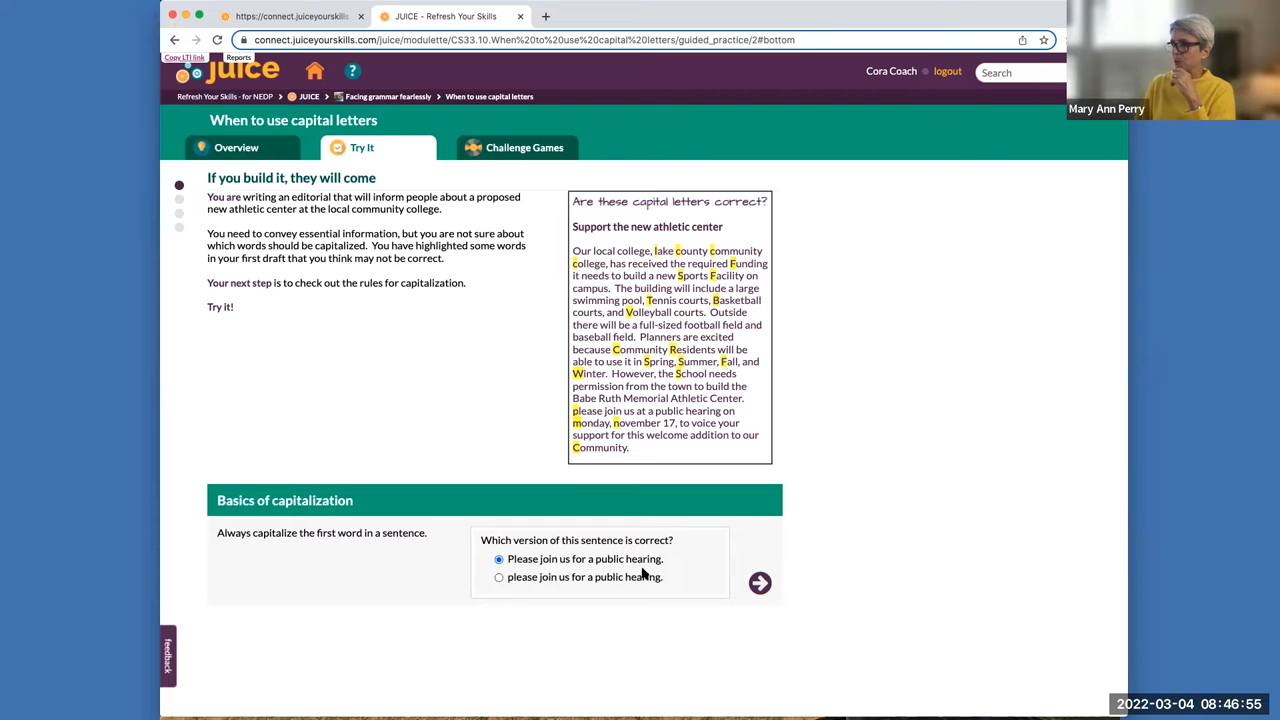 https://connect.juiceyourskills
JUICE - Refresh Your Skills
connect.juiceyourskills.com/juice/modulette/CS33.10.When%20to%20use%20capital%20letters/guided_practice/2#bottom
Copy LTI link
Reports
juice
?
Cora Coach
logout
Search
Mary Ann Perry
Refresh Your Skills - for NEDP > JUICE > Facing grammar fearlessly > When to use capital letters
When to use capital letters
Overview
Try It
Challenge Games
If you build it, they will come
You are writing an editorial that will inform people about a proposed
new athletic center at the local community college.
You need to convey essential information, but you are not sure about
which words should be capitalized. You have highlighted some words
in your first draft that you think may not be correct.
Your next step is to check out the rules for capitalization.
Try it!
Are these capital letters correct?
Support the new athletic center
Our local college, lake county community
college, has received the required Funding
it needs to build a new Sports Facility on
campus. The building will include a large
swimming pool, Tennis courts, Basketball
courts, and Volleyball courts. Outside
there will be a full-sized football field and
baseball field. Planners are excited
because Community Residents will be
able to use it in Spring, Summer, Fall, and
Winter. However, the School needs
permission from the town to build the
Babe Ruth Memorial Athletic Center.
please join us at a public hearing on
monday, november 17, to voice your
support for this welcome addition to our
Community.
Basics of capitalization
Always capitalize the first word in a sentence.
Which version of this sentence is correct?
Please join us for a public hearing.
please join us for a public hearing.
feedback
2022-03-04 08:46:55